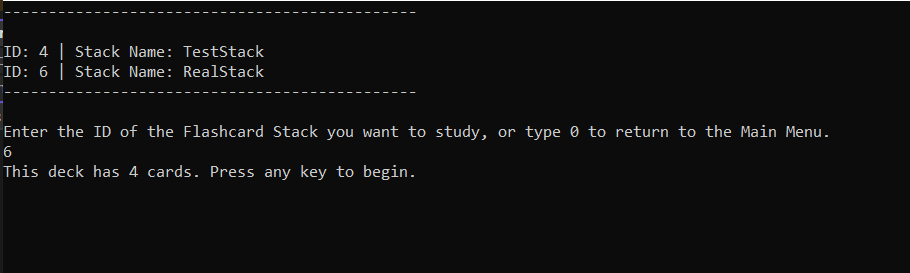 ----------------------------------------------
ID: 4 | Stack Name: TestStack
ID: 6 | Stack Name: RealStack
----------------------------------------------
Enter the ID of the Flashcard Stack you want to study, or type 0 to return to the Main Menu.
6
This deck has 4 cards. Press any key to begin.